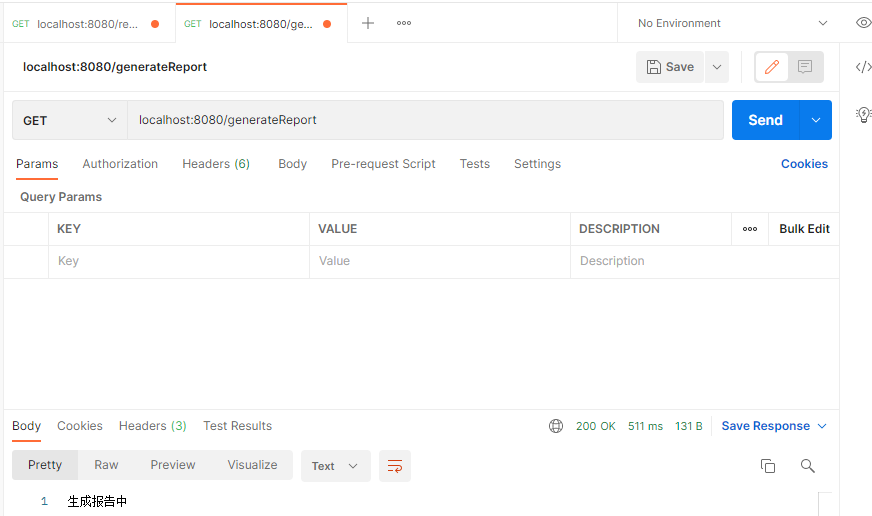 GET localhost:8080/re... GET localhost:8080/ge... No Environment
localhost:8080/generateReport Save
GET localhost:8080/generateReport Send
Params Authorization Headers (6) Body Pre-request Script Tests Settings Cookies
Query Params
KEY VALUE DESCRIPTION Bulk Edit
Key Value Description
Body Cookies Headers (3) Test Results 200 OK 511 ms 131 B Save Response
Pretty Raw Preview Visualize Text
1 生成报告中